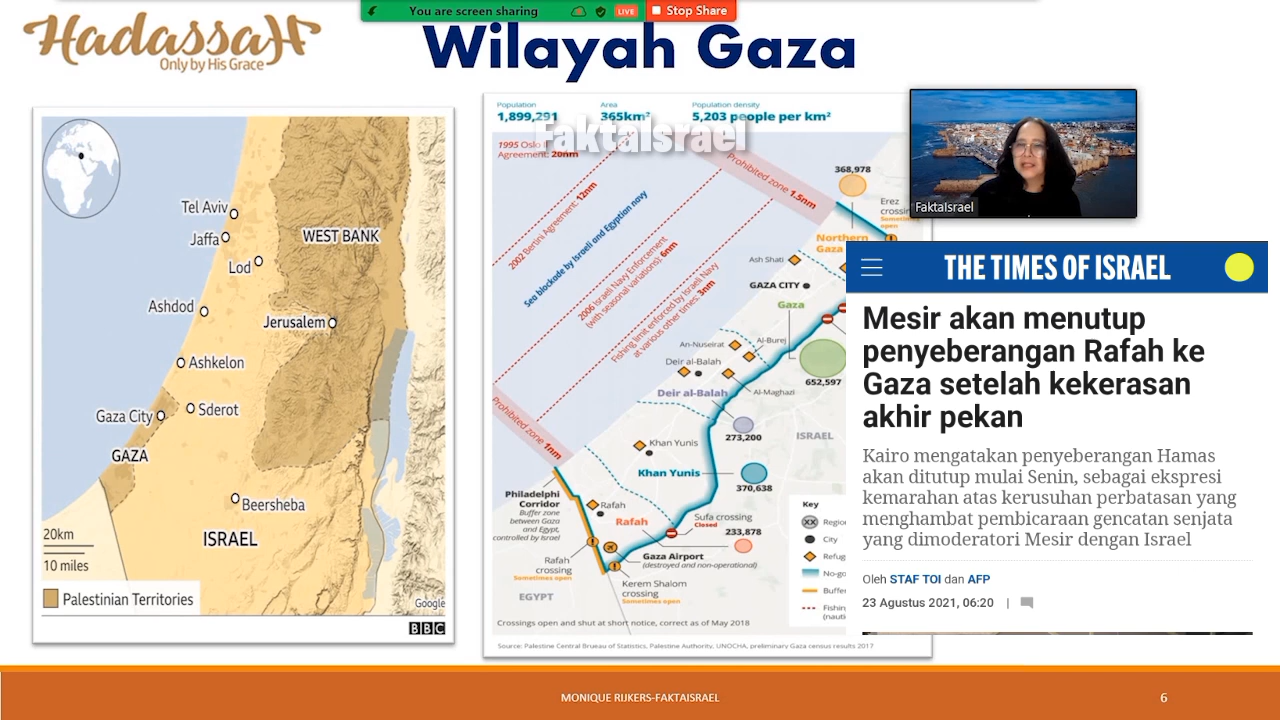 You are screen sharing
LIVE
Stop Share
HadassaH
Only by His Grace
Wilayah Gaza
Tel Aviv
Jaffa
Lod
WEST BANK
Ashdod
Jerusalem
Ashkelon
Gaza City
Sderot
GAZA
Beersheba
ISRAEL
20km
10 miles
Palestinian Territories
Google
BBC
Population
1,899,291
Area
365km²
Population density
5,203 people per km²
FaktaIsrael
1995 Oslo
Agreement: 20nm
2002 Bertini Agreement: 12nm
Sea blockade by Israeli and Egyptian navy
2006 Israeli Navy Enforcement
(with seasonal variations): 6nm
Fishing limit enforced by Israeli Navy
at various other times: 3nm
Prohibited zone 1.5nm
Prohibited zone 1nm
368,978
Erez
crossing
Sometimes
open
Northern
Gaza
Ash Shati
GAZA CITY
Gaza
An-Nuseirat
Al-Burej
Deir al-Balah
Deir al-Balah
Al-Maghazi
652,597
273,200
ISRAEL
Khan Yunis
Khan Yunis
370,638
Philadelphi
Corridor
Buffer zone
between Gaza
and Egypt,
controlled by Israel
Rafah
Rafah
Sufa crossing
Closed
233,878
Rafah
crossing
Sometimes open
Gaza Airport
(destroyed and non-operational)
Kerem Shalom
crossing
Sometimes open
EGYPT
Key
Regio
City
Refug
No-go
Buffer
Fishin
(nauti
Crossings open and shut at short notice, correct as of May 2018
Source: Palestine Central Brueau of Statistics, Palestine Authority, UNOCHA, preliminary Gaza census results 2017
FaktaIsrael
THE TIMES OF ISRAEL
Mesir akan menutup
penyeberangan Rafah ke
Gaza setelah kekerasan
akhir pekan
Kairo mengatakan penyeberangan Hamas
akan ditutup mulai Senin, sebagai ekspresi
kemarahan atas kerusuhan perbatasan yang
menghambat pembicaraan gencatan senjata
yang dimoderatori Mesir dengan Israel
Oleh STAF TOI dan AFP
23 Agustus 2021, 06:20 |
MONIQUE RIJKERS-FAKTAISRAEL
6